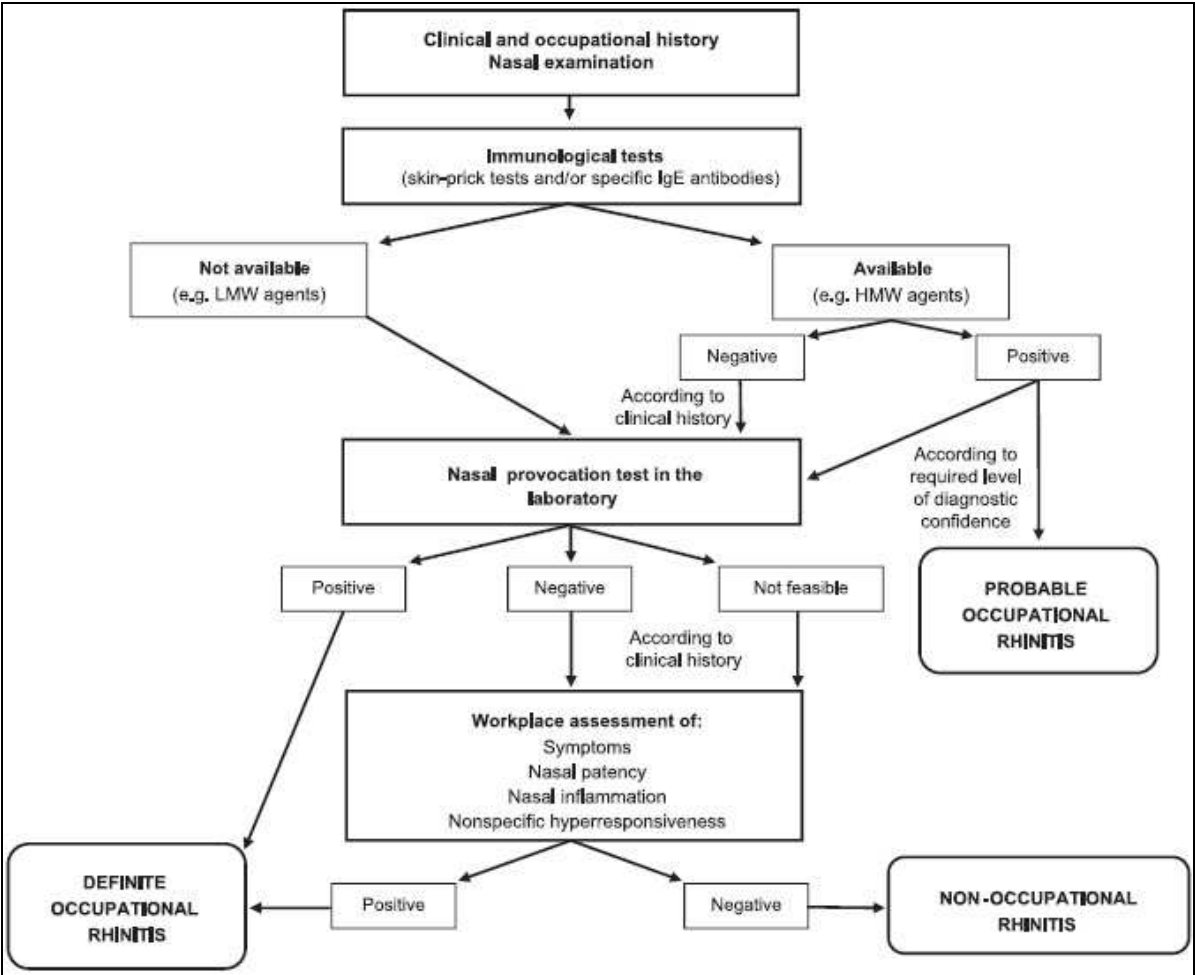 Clinical and occupational history
Nasal examination
Immunological tests
(skin-prick tests and/or specific IgE antibodies)
Not available
(e.g. LMW agents)
Available
(e.g. HMW agents)
Negative
Positive
According to
clinical history
According to
required level
of diagnostic
confidence
Nasal provocation test in the
laboratory
Positive
Negative
Not feasible
PROBABLE
OCCUPATIONAL
RHINITIS
According to
clinical history
Workplace assessment of:
Symptoms
Nasal patency
Nasal inflammation
Nonspecific hyperresponsiveness
DEFINITE
OCCUPATIONAL
RHINITIS
Positive
Negative
NON-OCCUPATIONAL
RHINITIS